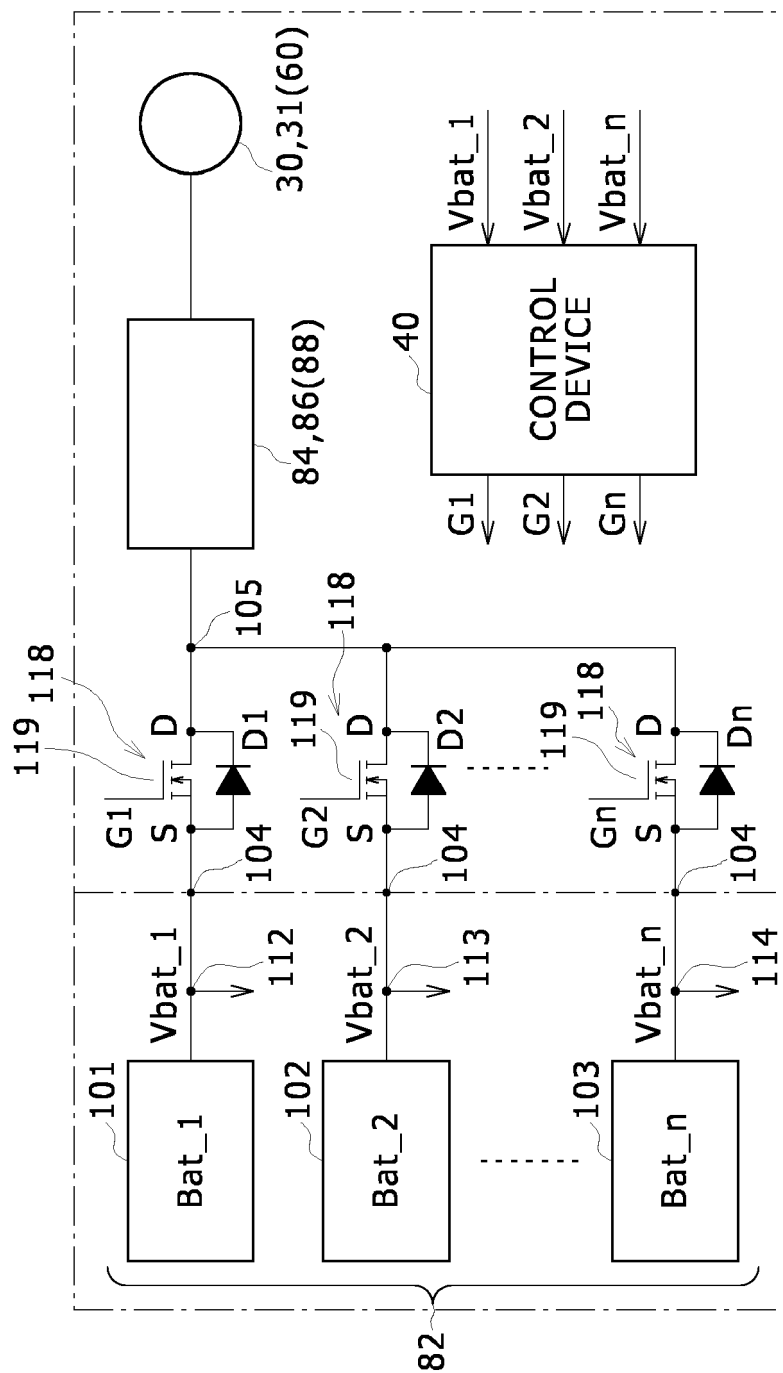 82
101
Bat_1
Vbat_1
112
104
G1
S
D
119
118
D1
105
84,86(88)
30,31(60)
102
Bat_2
Vbat_2
113
104
G2
S
D
119
118
D2
103
Bat_n
Vbat_n
114
104
Gn
S
D
119
118
Dn
40
CONTROL
DEVICE
G1
G2
Gn
Vbat_1
Vbat_2
Vbat_n